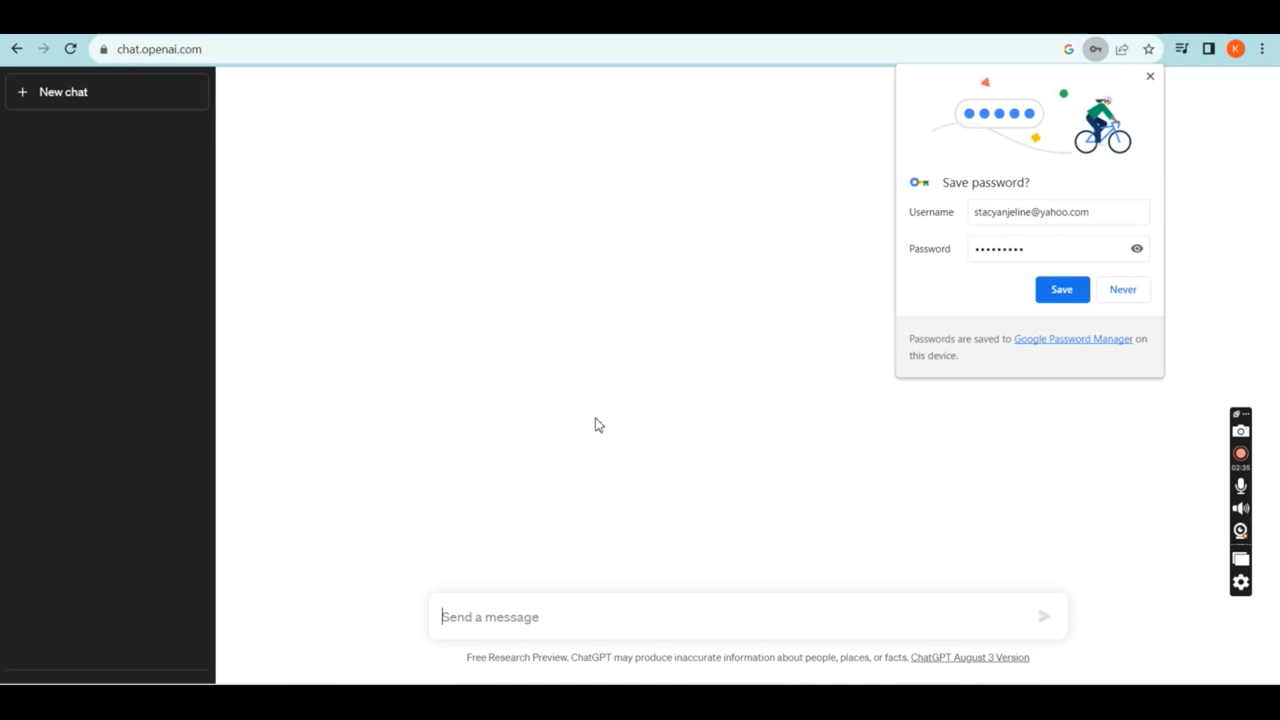 chat.openai.com
K
New chat
Save password?
Username stacyanjeline@yahoo.com
Password •••••••••
Save Never
Passwords are saved to Google Password Manager on
this device.
02:35
Send a message
Free Research Preview. ChatGPT may produce inaccurate information about people, places, or facts. ChatGPT August 3 Version